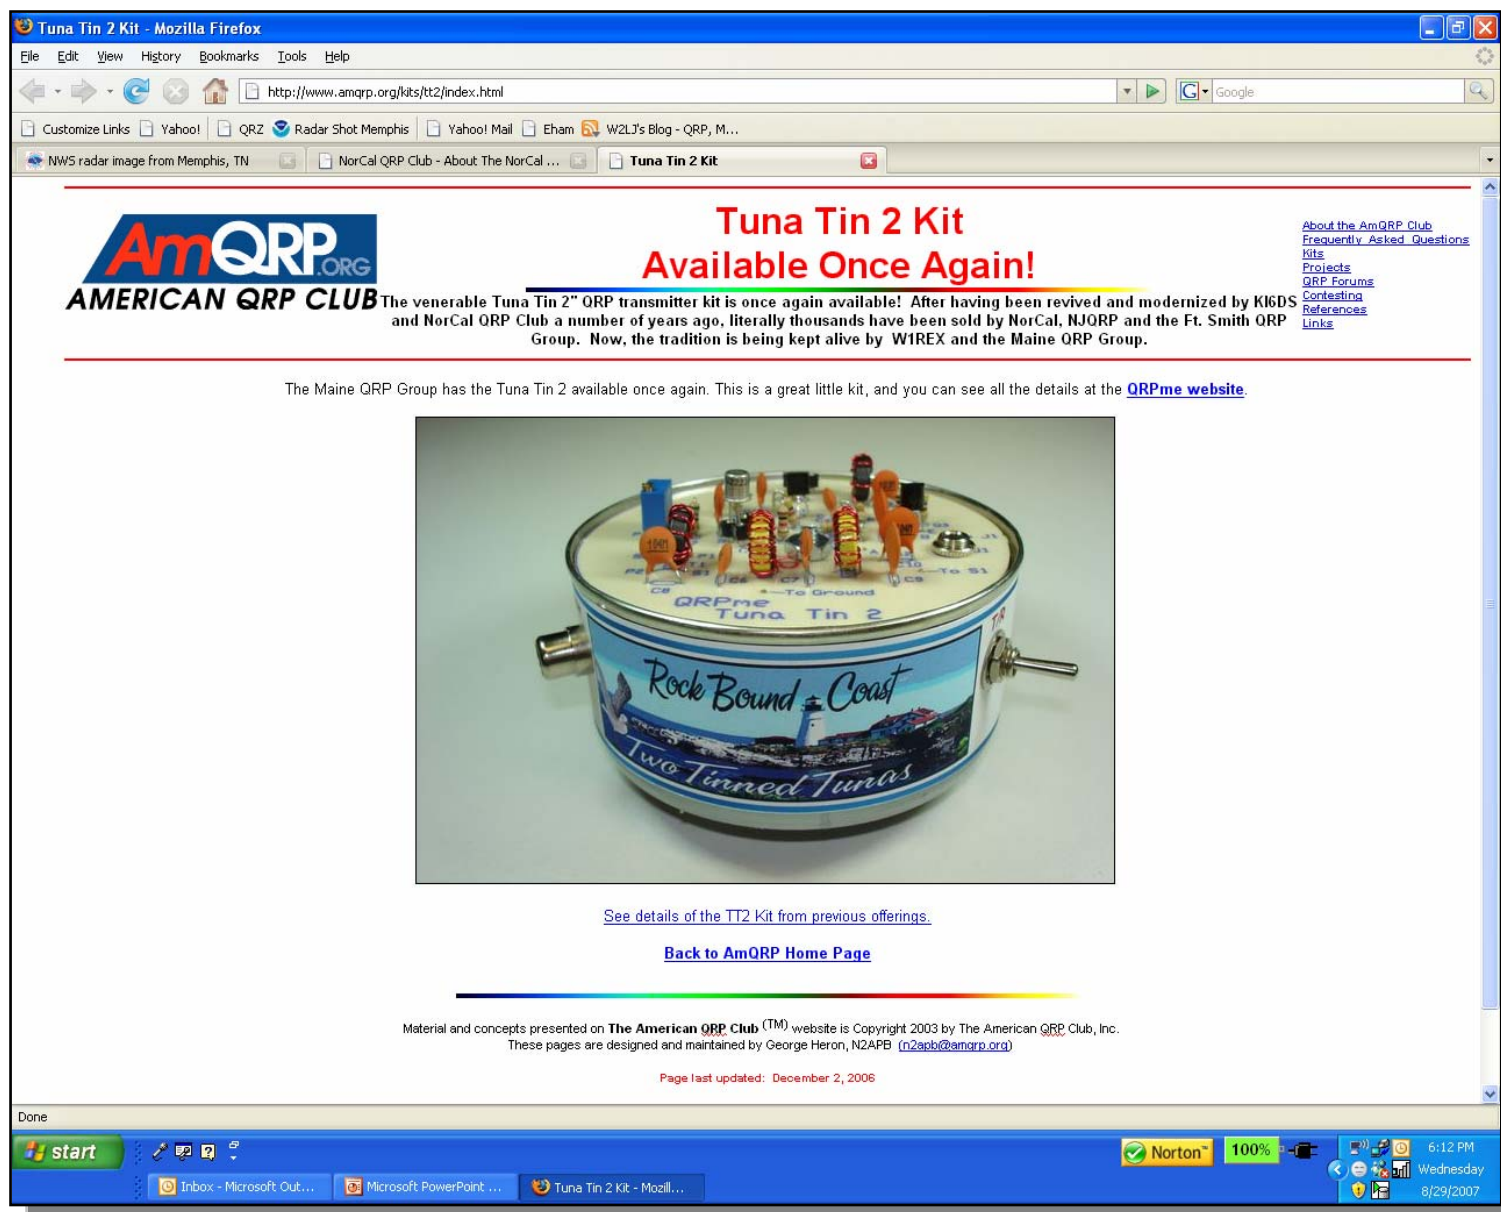 Tuna Tin 2 Kit - Mozilla Firefox
File Edit View History Bookmarks Tools Help
http://www.amqrp.org/kits/tt2/index.html
Google
Customize Links Yahoo! QRZ Radar Shot Memphis Yahoo! Mail Eham W2LJ's Blog - QRP, M...
NWS radar image from Memphis, TN NorCal QRP Club - About The NorCal ... Tuna Tin 2 Kit
AmQRP.ORG
AMERICAN QRP CLUB
Tuna Tin 2 Kit
Available Once Again!
The venerable Tuna Tin 2" QRP transmitter kit is once again available! After having been revived and modernized by KI6DS
and NorCal QRP Club a number of years ago, literally thousands have been sold by NorCal, NJQRP and the Ft. Smith QRP
Group. Now, the tradition is being kept alive by W1REX and the Maine QRP Group.
About the AmQRP Club
Frequently Asked Questions
Kits
Projects
QRP Forums
Contesting
References
Links
The Maine QRP Group has the Tuna Tin 2 available once again. This is a great little kit, and you can see all the details at the QRPme website.
104M
C8
C7
C9
To S1
To Ground
QRPme
Tuna Tin 2
T/R
Rock Bound Coast
Two Tinned Tunas
See details of the TT2 Kit from previous offerings.
Back to AmQRP Home Page
Material and concepts presented on The American QRP Club (TM) website is Copyright 2003 by The American QRP Club, Inc.
These pages are designed and maintained by George Heron, N2APB (n2apb@amqrp.org)
Page last updated: December 2, 2006
Done
start
Norton™ 100% 6:12 PM
Wednesday
8/29/2007
Inbox - Microsoft Out... Microsoft PowerPoint ... Tuna Tin 2 Kit - Mozill...